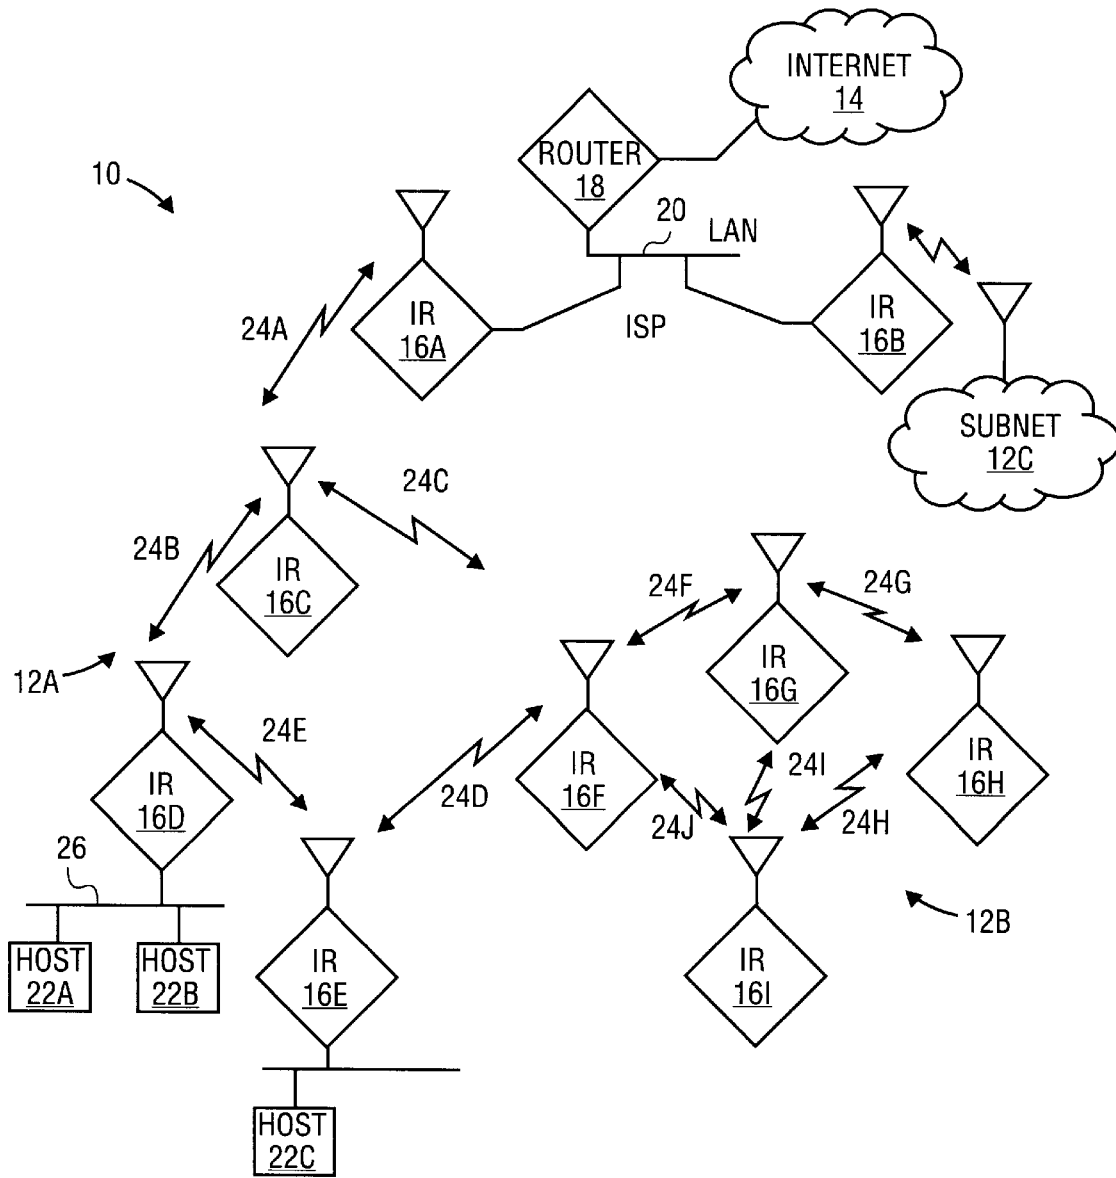 INTERNET
14
ROUTER
18
10
20
LAN
IR
16A
ISP
IR
16B
24A
SUBNET
12C
24C
24B
IR
16C
24F
24G
12A
IR
16G
24E
IR
16D
24D
IR
16F
24I
IR
16H
24J
24H
26
12B
HOST
22A
HOST
22B
IR
16E
IR
16I
HOST
22C